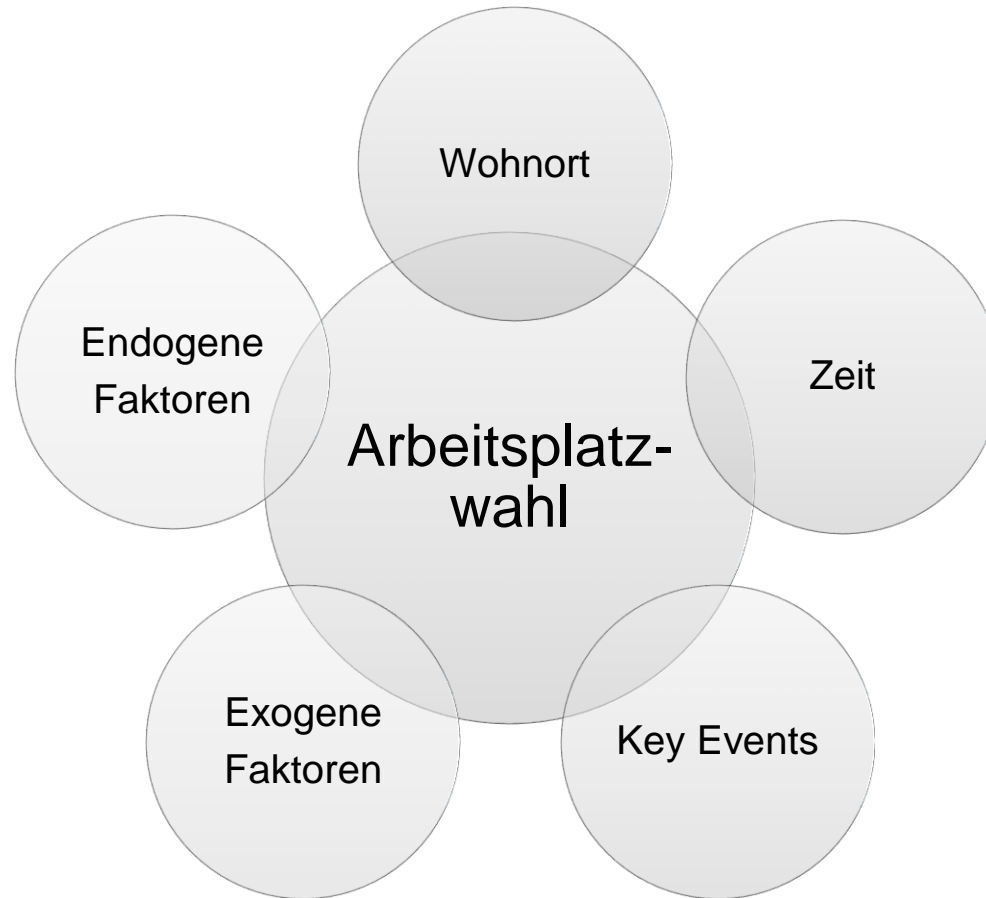 Wohnort
Endogene
Faktoren
Zeit
Arbeitsplatz-
wahl
Exogene
Faktoren
Key Events